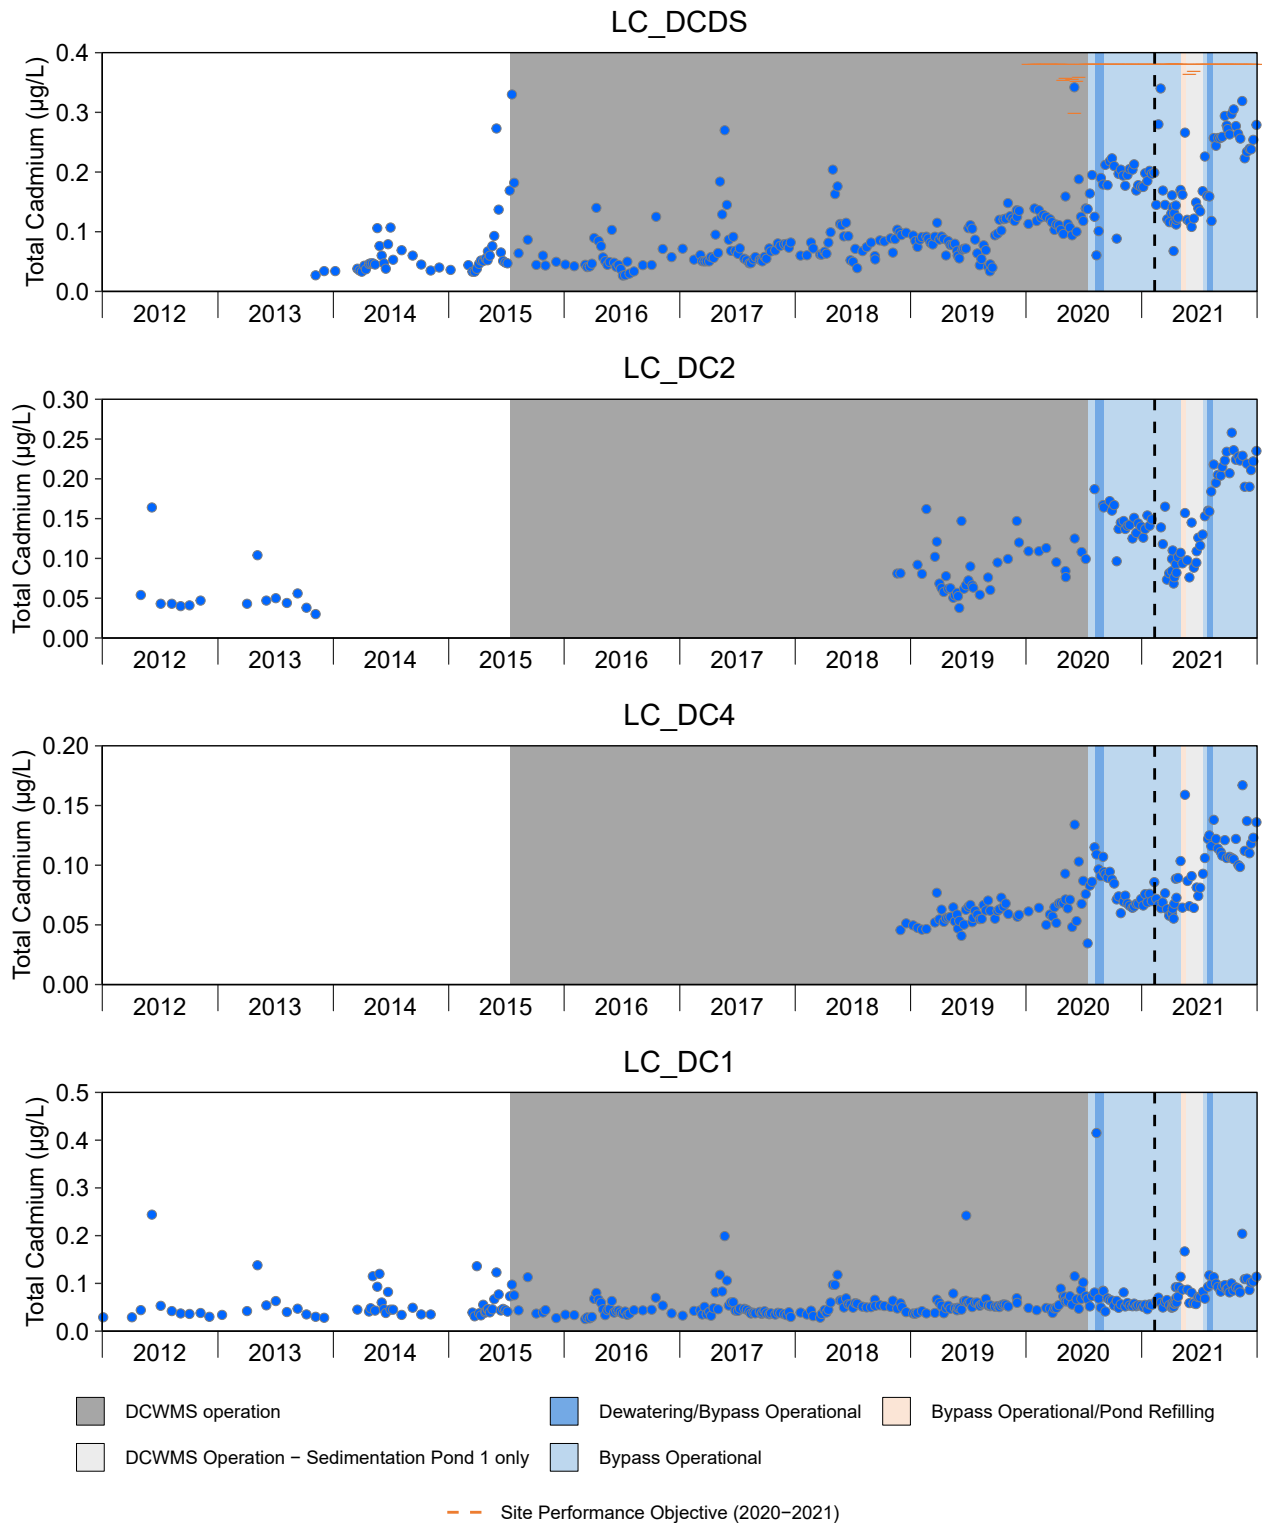 LC_DCDS
Total Cadmium (µg/L)
0.4
0.3
0.2
0.1
0.0
2012 2013 2014 2015 2016 2017 2018 2019 2020 2021
LC_DC2
Total Cadmium (µg/L)
0.30
0.25
0.20
0.15
0.10
0.05
0.00
2012 2013 2014 2015 2016 2017 2018 2019 2020 2021
LC_DC4
Total Cadmium (µg/L)
0.20
0.15
0.10
0.05
0.00
2012 2013 2014 2015 2016 2017 2018 2019 2020 2021
LC_DC1
Total Cadmium (µg/L)
0.5
0.4
0.3
0.2
0.1
0.0
2012 2013 2014 2015 2016 2017 2018 2019 2020 2021
DCWMS operation
Dewatering/Bypass Operational
Bypass Operational/Pond Refilling
DCWMS Operation − Sedimentation Pond 1 only
Bypass Operational
Site Performance Objective (2020−2021)